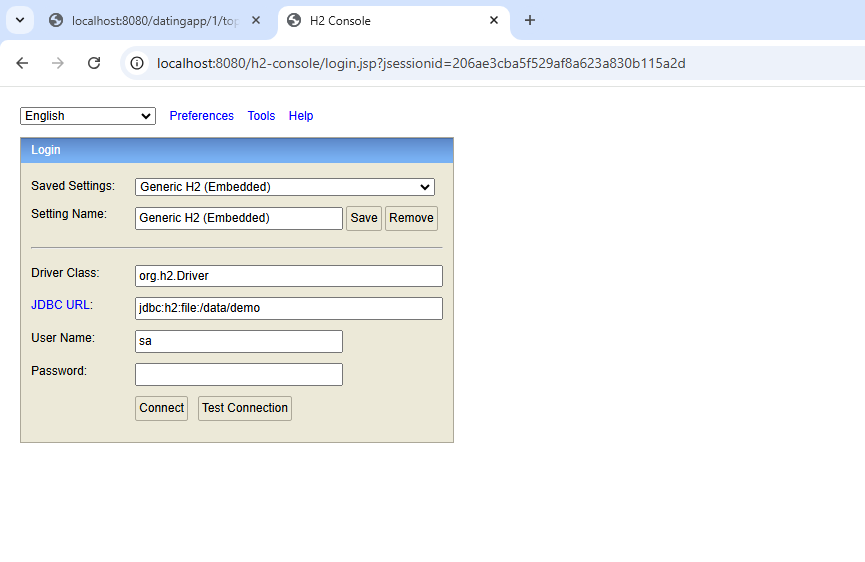 localhost:8080/datingapp/1/top
H2 Console
localhost:8080/h2-console/login.jsp?jsessionid=206ae3cba5f529af8a623a830b115a2d
English Preferences Tools Help
Login
Saved Settings: Generic H2 (Embedded)
Setting Name: Generic H2 (Embedded) Save Remove
Driver Class: org.h2.Driver
JDBC URL: jdbc:h2:file:/data/demo
User Name: sa
Password:
Connect Test Connection